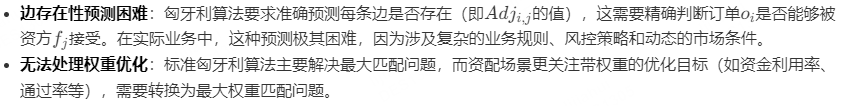 • 边存在性预测困难：匈牙利算法要求准确预测每条边是否存在（即Adj_{i,j}的值），这需要精确判断订单o_i是否能够被
资方f_j接受。在实际业务中，这种预测极其困难，因为涉及复杂的业务规则、风控策略和动态的市场条件。
• 无法处理权重优化：标准匈牙利算法主要解决最大匹配问题，而资配场景更关注带权重的优化目标（如资金利用率、
通过率等），需要转换为最大权重匹配问题。